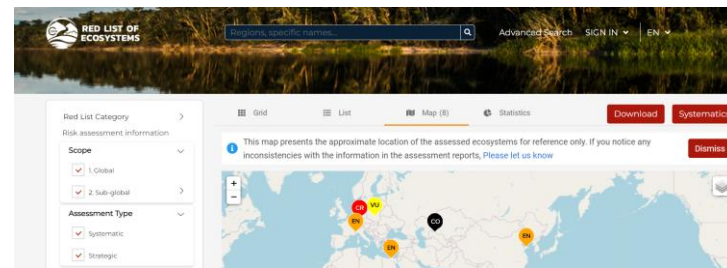 RED LIST OF
ECOSYSTEMS
Regions, specific names...
Advanced Search
SIGN IN
EN
Red List Category
Risk assessment information
Scope
1. Global
2. Sub-global
Assessment Type
Systematic
Strategic
Grid
List
Map (8)
Statistics
Download
Systematics
This map presents the approximate location of the assessed ecosystems for reference only. If you notice any
inconsistencies with the information in the assessment reports, Please let us know
Dismiss
+
−
CR
VU
EN
CO
EN
EN